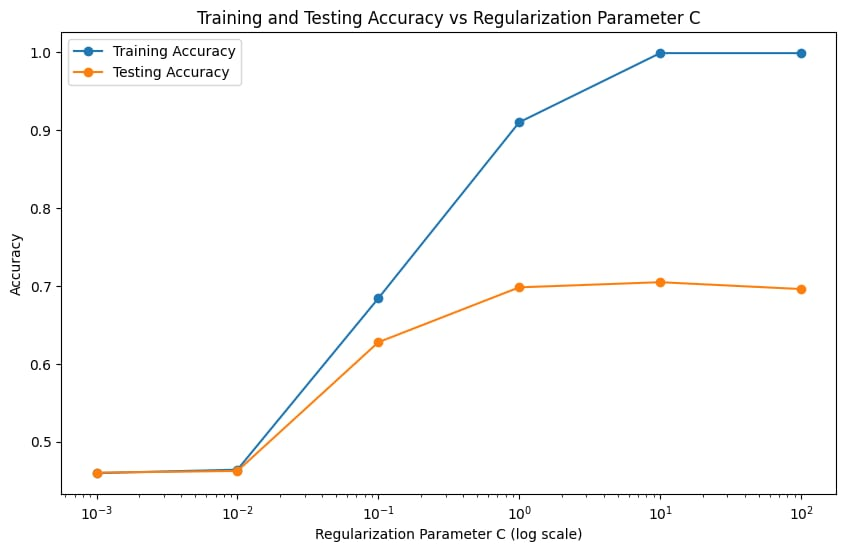 Training and Testing Accuracy vs Regularization Parameter C
Training Accuracy
Testing Accuracy
Accuracy
1.0
0.9
0.8
0.7
0.6
0.5
10⁻³ 10⁻² 10⁻¹ 10⁰ 10¹ 10²
Regularization Parameter C (log scale)